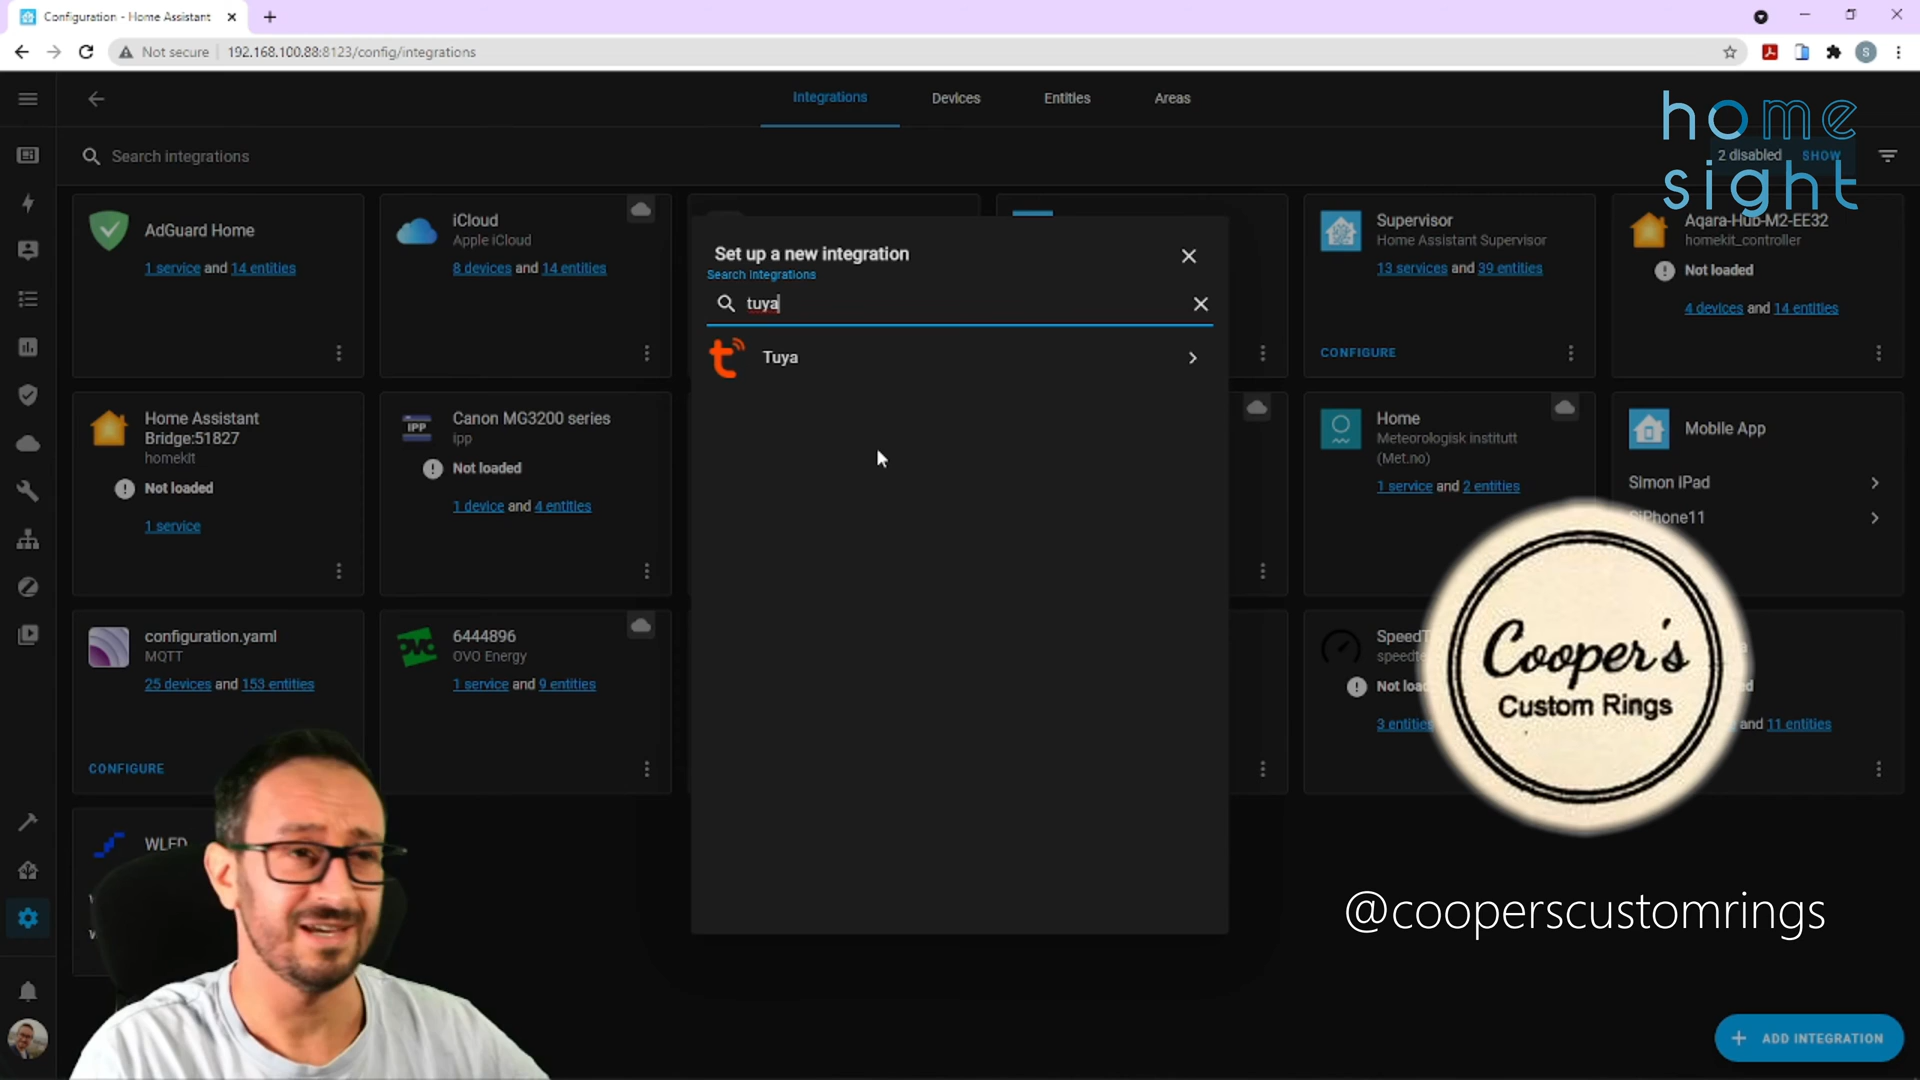 Configuration - Home Assistant
Not secure
192.168.100.88:8123/config/integrations
S
Integrations
Devices
Entities
Areas
home
sight
Search integrations
2 disabled
SHOW
AdGuard Home
1 service and 14 entities
iCloud
Apple iCloud
8 devices and 14 entities
Set up a new integration
Search integrations
tuya
Tuya
Supervisor
Home Assistant Supervisor
13 services and 39 entities
CONFIGURE
Aqara-Hub-M2-EE32
homekit_controller
Not loaded
4 devices and 14 entities
Home Assistant
Bridge:51827
homekit
Not loaded
1 service
IPP
Canon MG3200 series
ipp
Not loaded
1 device and 4 entities
Home
Meteorologisk institutt
(Met.no)
1 service and 2 entities
Mobile App
Simon iPad
SiPhone11
configuration.yaml
MQTT
25 devices and 153 entities
CONFIGURE
ovo
6444896
OVO Energy
1 service and 9 entities
Not
3 entities
and 11 entities
Cooper's
Custom Rings
WLED
@cooperscustomrings
ADD INTEGRATION